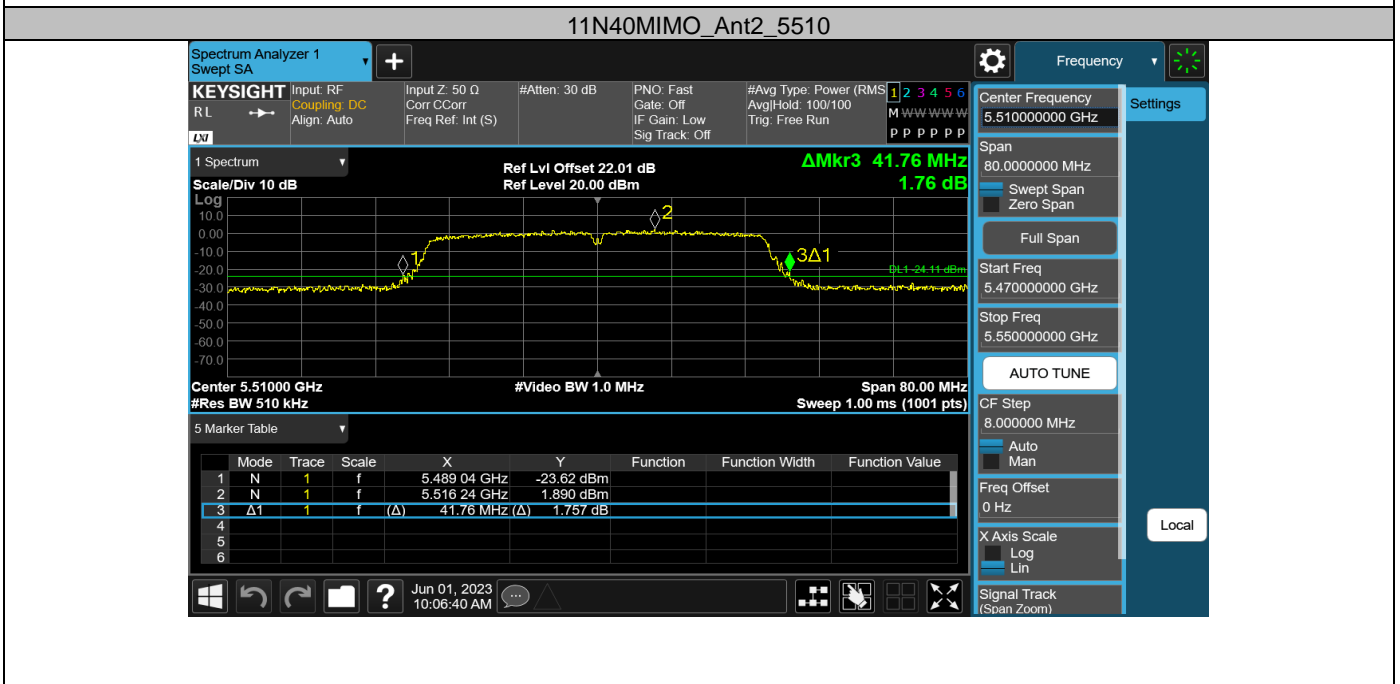 11N40MIMO_Ant2_5510
Spectrum Analyzer 1
Swept SA
Frequency
KEYSIGHT
RL
LXI
Input: RF
Coupling: DC
Align: Auto
Input Z: 50 Ω
Corr CCorr
Freq Ref: Int (S)
#Atten: 30 dB
PNO: Fast
Gate: Off
IF Gain: Low
Sig Track: Off
#Avg Type: Power (RMS
Avg|Hold: 100/100
Trig: Free Run
1 2 3 4 5 6
M W W W W W
P P P P P P
1 Spectrum
Scale/Div 10 dB
Ref Lvl Offset 22.01 dB
Ref Level 20.00 dBm
ΔMkr3 41.76 MHz
1.76 dB
Log
10.0
0.00
-10.0
-20.0
-30.0
-40.0
-50.0
-60.0
-70.0
1
2
3Δ1
DL1 -24.11 dBm
Center 5.51000 GHz
#Video BW 1.0 MHz
Span 80.00 MHz
#Res BW 510 kHz
Sweep 1.00 ms (1001 pts)
5 Marker Table
Mode Trace Scale X Y Function Function Width Function Value
1 N 1 f 5.489 04 GHz -23.62 dBm
2 N 1 f 5.516 24 GHz 1.890 dBm
3 Δ1 1 f (Δ) 41.76 MHz (Δ) 1.757 dB
4
5
6
?
Jun 01, 2023
10:06:40 AM
Center Frequency
5.510000000 GHz
Settings
Span
80.0000000 MHz
Swept Span
Zero Span
Full Span
Start Freq
5.470000000 GHz
Stop Freq
5.550000000 GHz
AUTO TUNE
CF Step
8.000000 MHz
Auto
Man
Freq Offset
0 Hz
Local
X Axis Scale
Log
Lin
Signal Track
(Span Zoom)